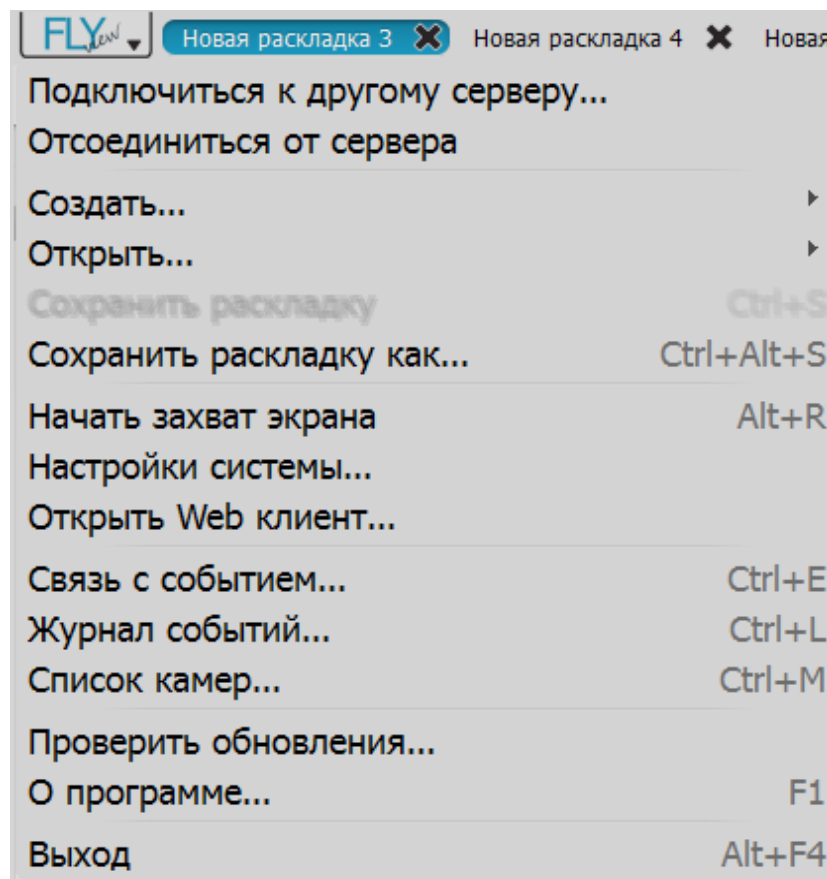 FLYview Новая раскладка 3 Новая раскладка 4 Новая
Подключиться к другому серверу...
Отсоединиться от сервера
Создать...
Открыть...
Сохранить раскладку Ctrl+S
Сохранить раскладку как... Ctrl+Alt+S
Начать захват экрана Alt+R
Настройки системы...
Открыть Web клиент...
Связь с событием... Ctrl+E
Журнал событий... Ctrl+L
Список камер... Ctrl+M
Проверить обновления...
О программе... F1
Выход Alt+F4